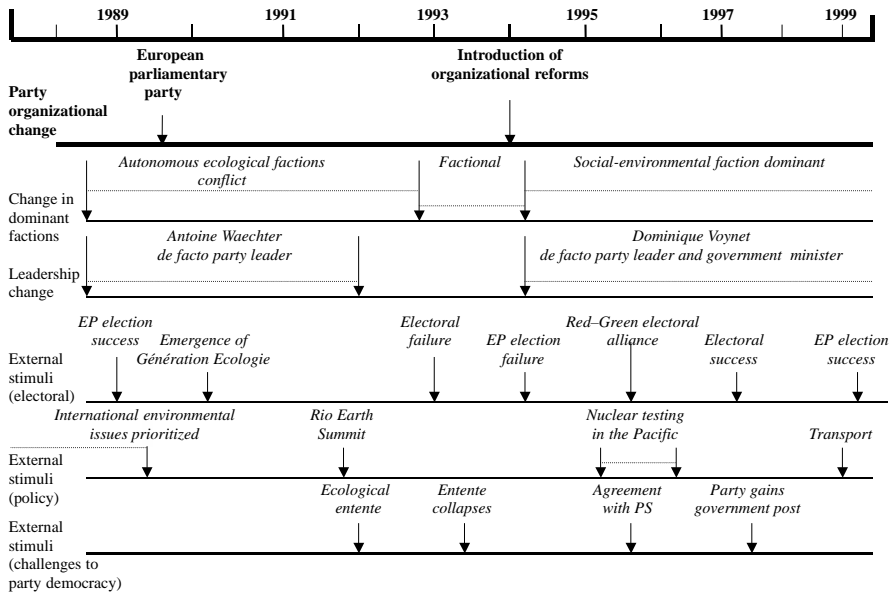 1989 1991 1993 1995 1997 1999
European
parliamentary
party
Introduction of
organizational reforms
Party
organizational
change
Autonomous ecological factions
conflict
Factional
Social-environmental faction dominant
Change in
dominant
factions
Antoine Waechter
de facto party leader
Dominique Voynet
de facto party leader and government minister
Leadership
change
EP election
success
Emergence of
Génération Ecologie
Electoral
failure
EP election
failure
Red–Green electoral
alliance
Electoral
success
EP election
success
External
stimuli
(electoral)
International environmental
issues prioritized
Rio Earth
Summit
Nuclear testing
in the Pacific
Transport
External
stimuli
(policy)
Ecological
entente
Entente
collapses
Agreement
with PS
Party gains
government post
External
stimuli
(challenges to
party democracy)